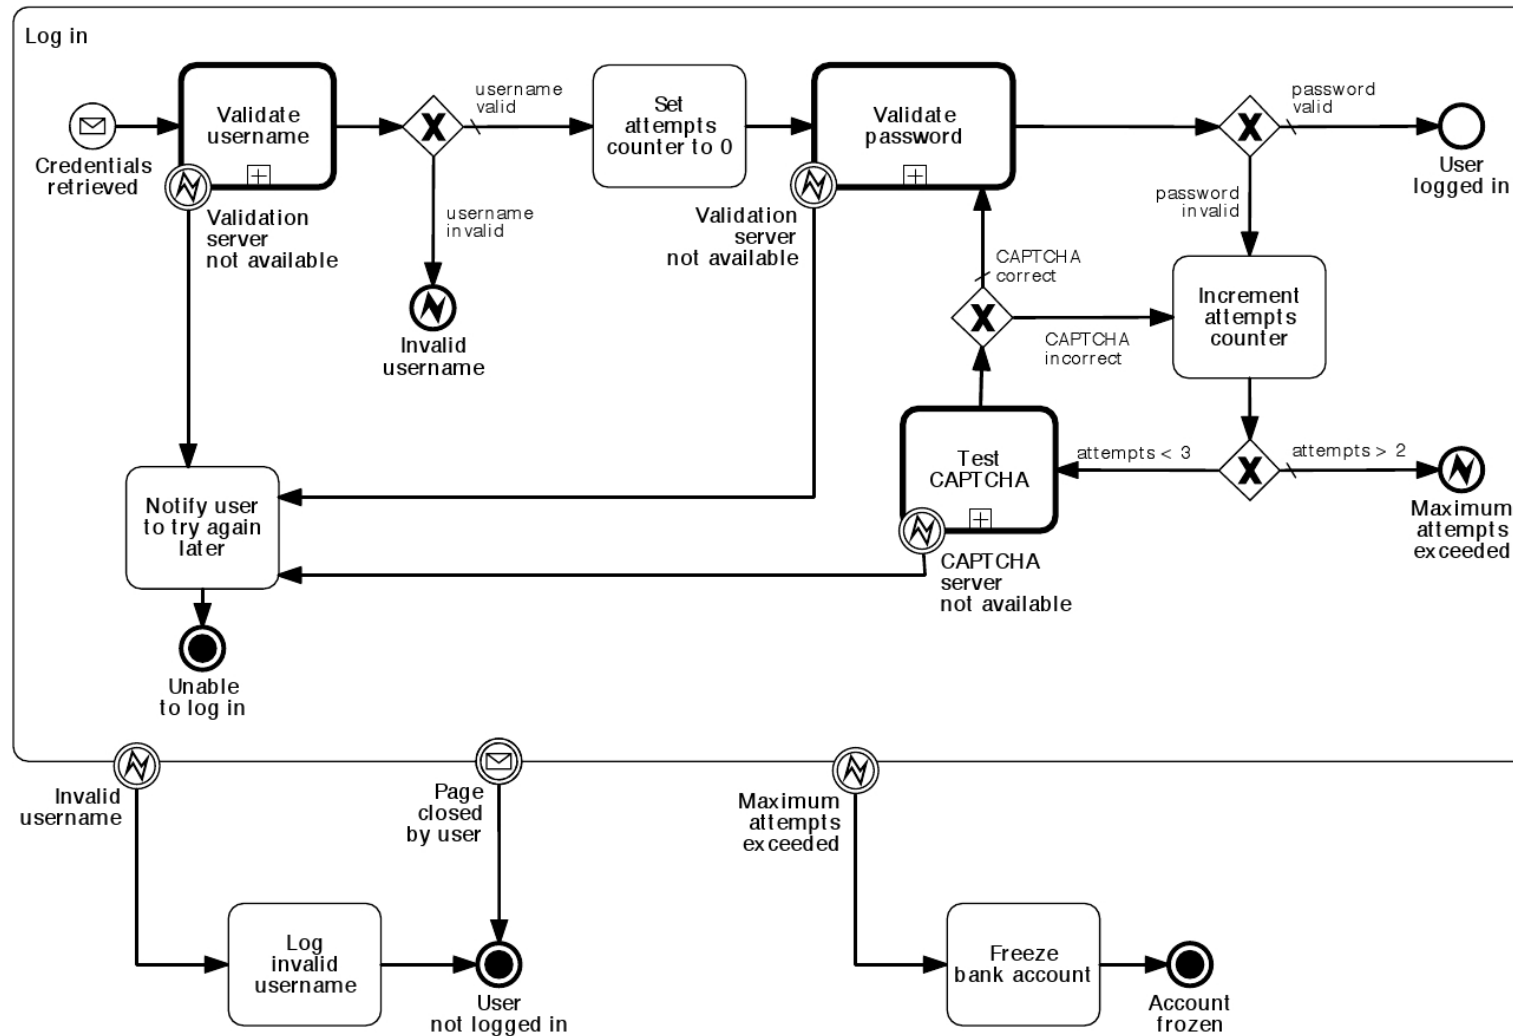 Log in
Credentials
retrieved
Validate
username
Validation
server
not available
username
valid
username
invalid
Invalid
username
Set
attempts
counter to 0
Validate
password
Validation
server
not available
password
valid
User
logged in
password
invalid
Increment
attempts
counter
CAPTCHA
correct
CAPTCHA
incorrect
attempts < 3
attempts > 2
Maximum
attempts
exceeded
Test
CAPTCHA
CAPTCHA
server
not available
Notify user
to try again
later
Unable
to log in
Invalid
username
Page
closed
by user
Maximum
attempts
exceeded
Log
invalid
username
User
not logged in
Freeze
bank account
Account
frozen